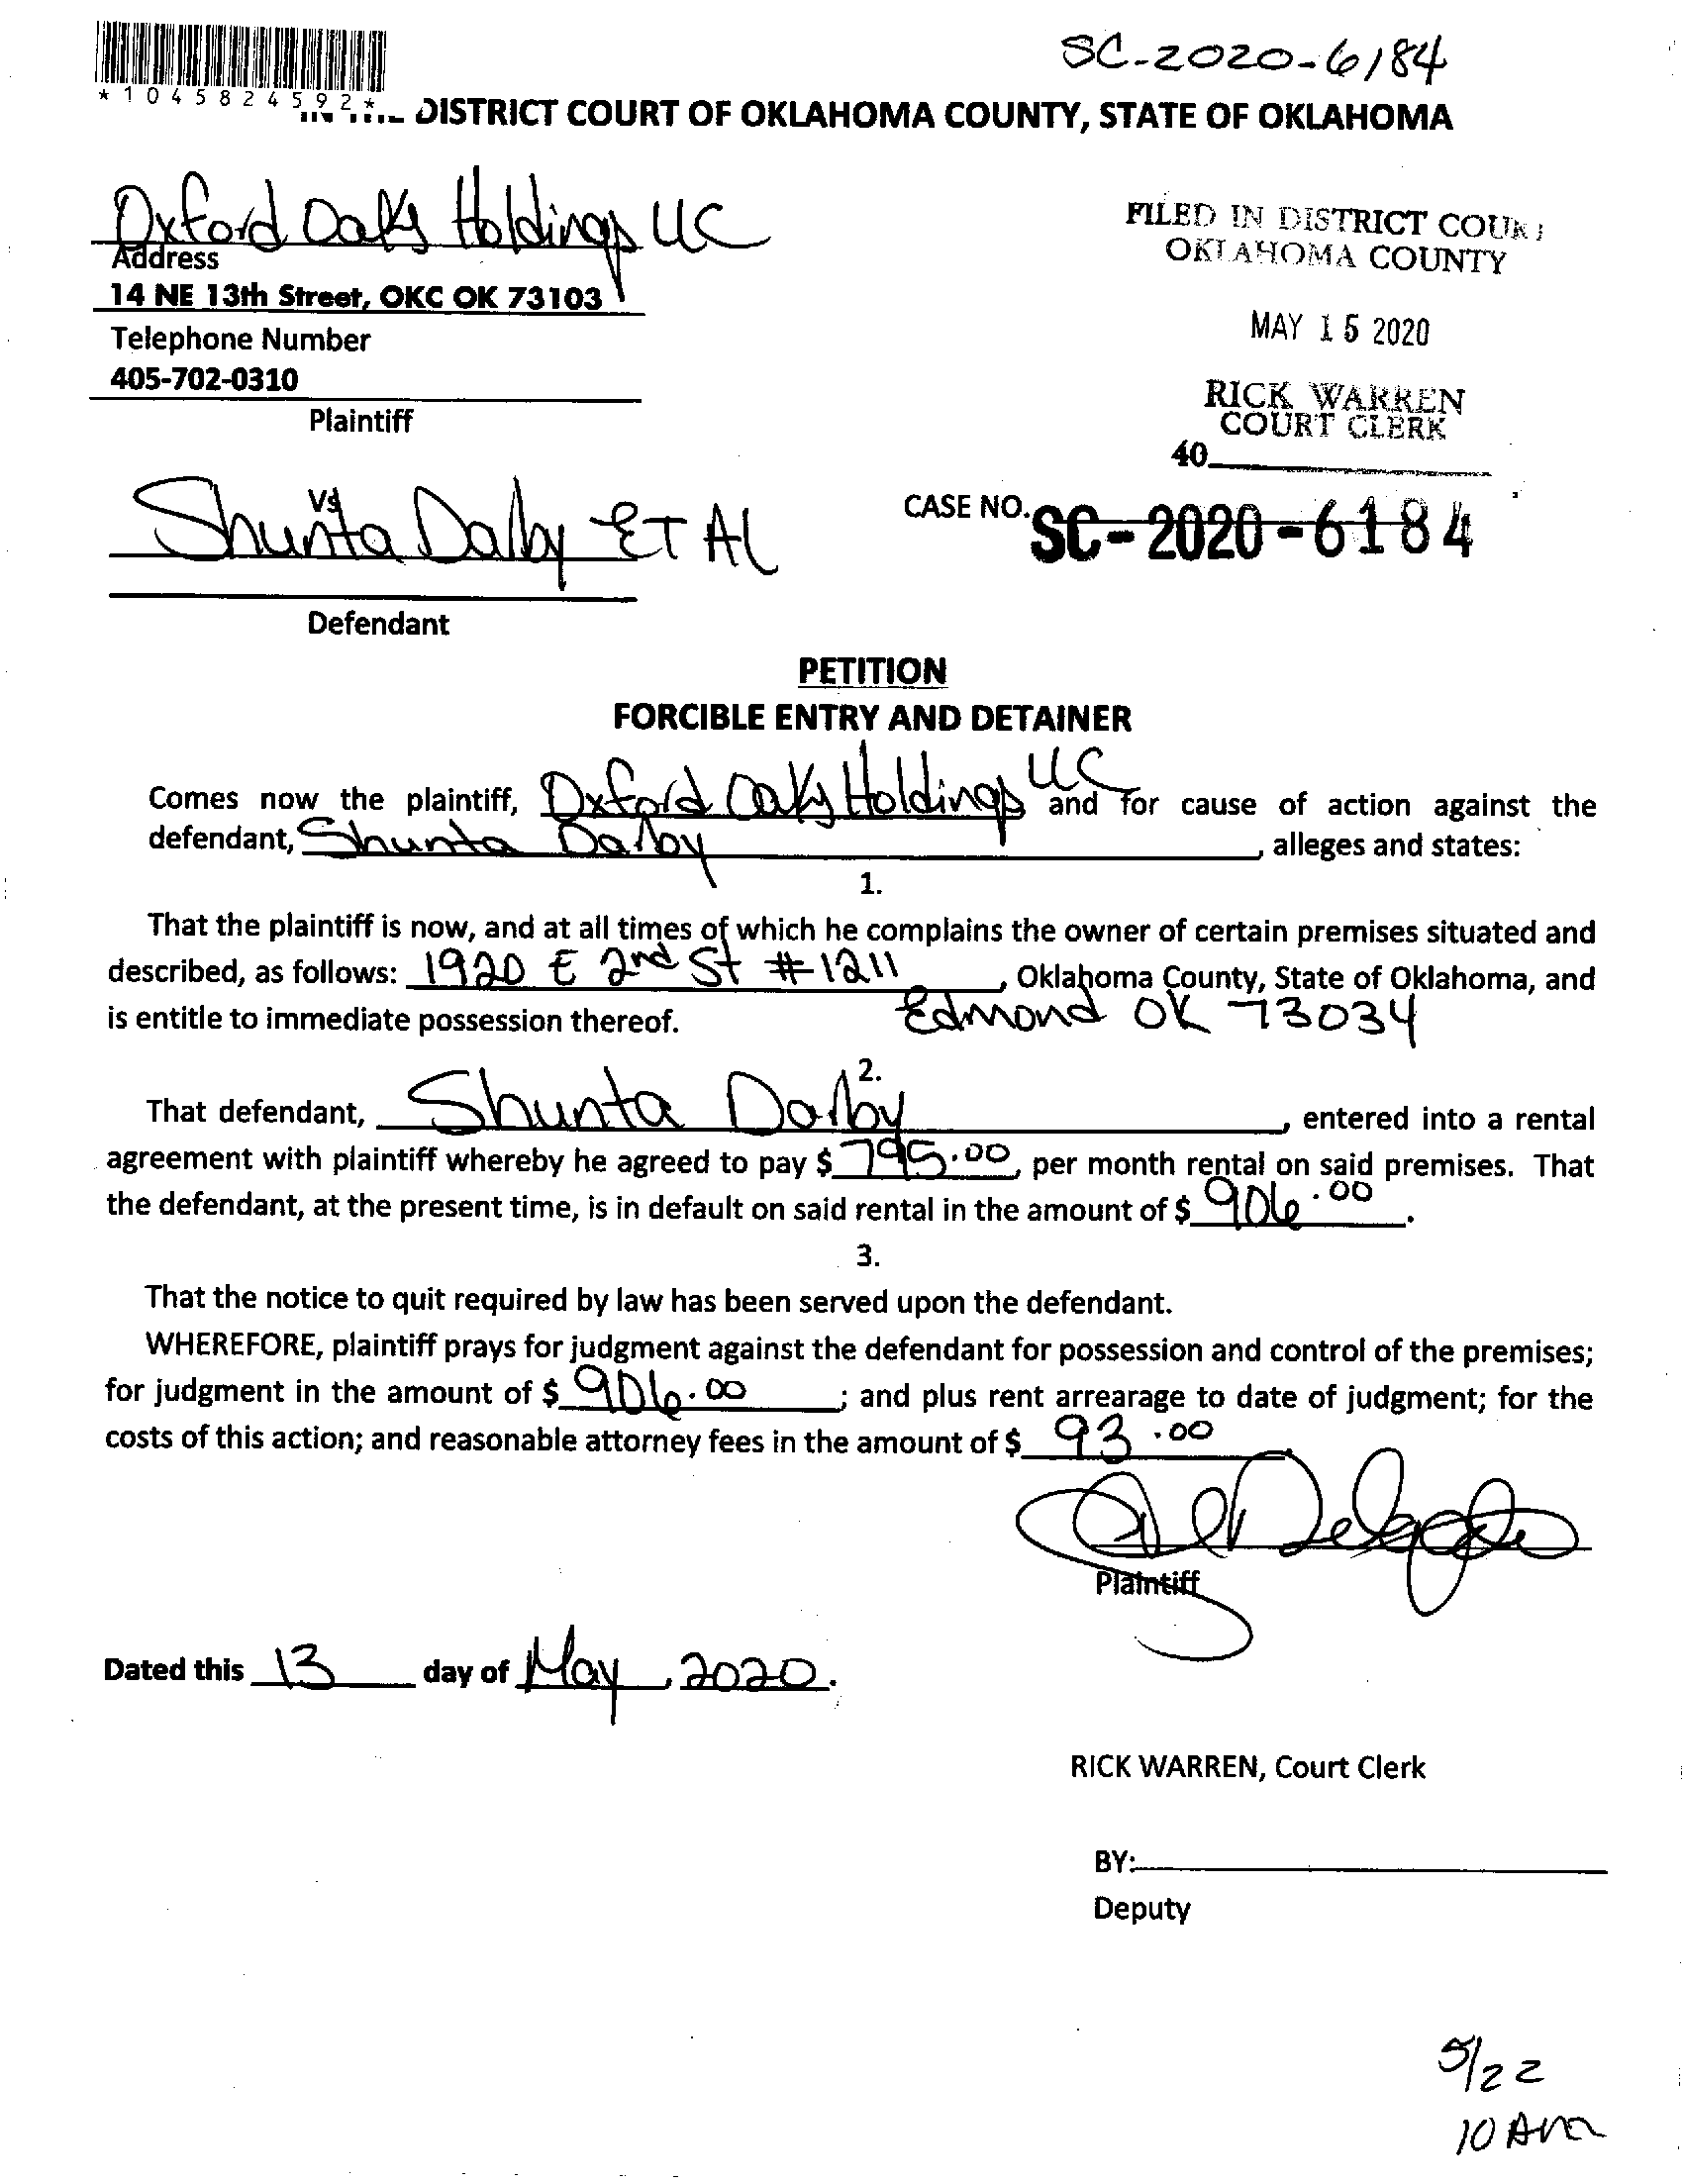 SC-2020-6184
*1045824592*
DISTRICT COURT OF OKLAHOMA COUNTY, STATE OF OKLAHOMA
Oxford Oaks Holdings LLC
Address
14 NE 13th Street, OKC OK 73103
Telephone Number
405-702-0310
Plaintiff
FILED IN DISTRICT COURT
OKLAHOMA COUNTY
MAY 15 2020
RICK WARREN
COURT CLERK
40
Vs
Shunta Dalby ET Al
Defendant
CASE NO. SC-2020-6184
PETITION
FORCIBLE ENTRY AND DETAINER
Comes now the plaintiff, Oxford Oaks Holdings LLC and for cause of action against the
defendant, Shunta Dalby, alleges and states:
1.
That the plaintiff is now, and at all times of which he complains the owner of certain premises situated and
described, as follows: 1920 E 2nd St #1211, Oklahoma County, State of Oklahoma, and
is entitle to immediate possession thereof. Edmond OK 73034
2.
That defendant, Shunta Dalby, entered into a rental
agreement with plaintiff whereby he agreed to pay $ 795.00, per month rental on said premises. That
the defendant, at the present time, is in default on said rental in the amount of $ 906.00.
3.
That the notice to quit required by law has been served upon the defendant.
WHEREFORE, plaintiff prays for judgment against the defendant for possession and control of the premises;
for judgment in the amount of $ 906.00; and plus rent arrearage to date of judgment; for the
costs of this action; and reasonable attorney fees in the amount of $ 93.00
Plaintiff
Dated this 13 day of May, 2020.
RICK WARREN, Court Clerk
BY:
Deputy
5/22
10 Am